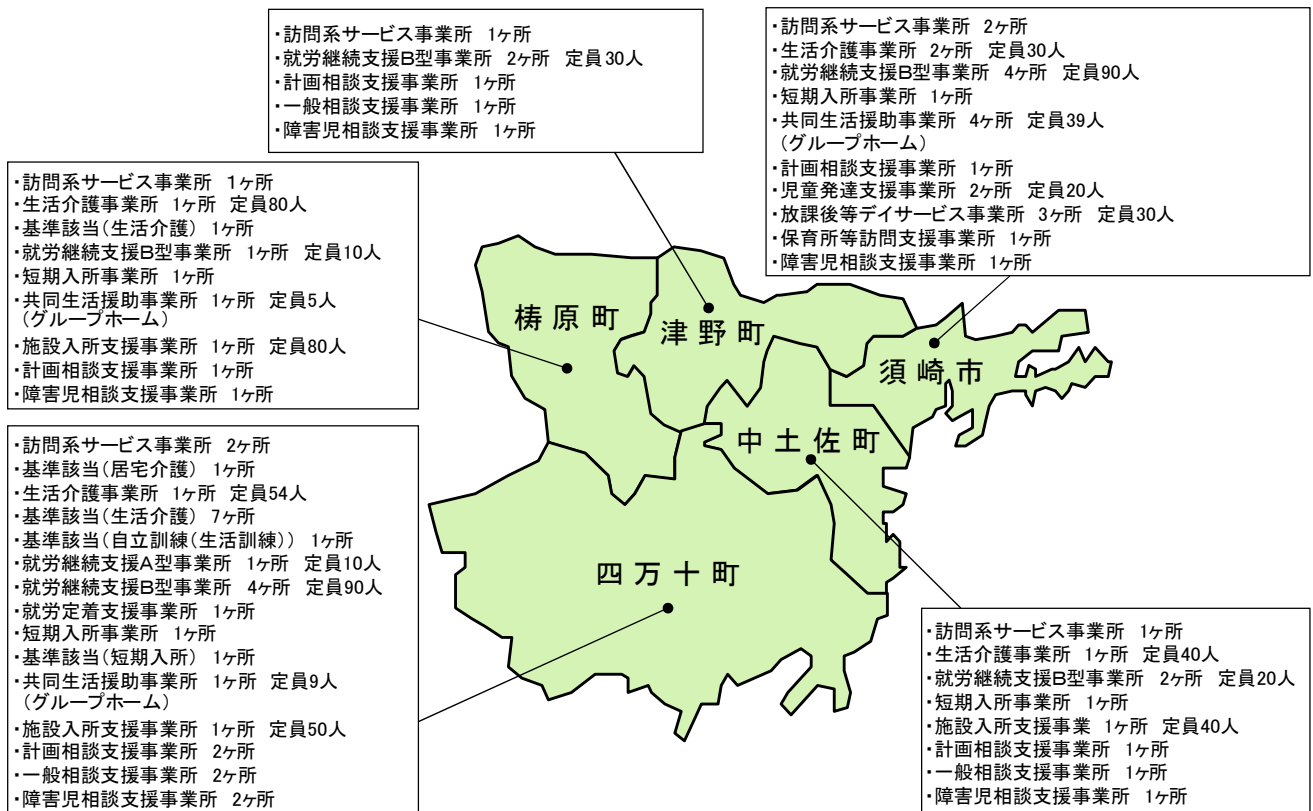 ・訪問系サービス事業所 1ヶ所
・就労継続支援B型事業所 2ヶ所 定員30人
・計画相談支援事業所 1ヶ所
・一般相談支援事業所 1ヶ所
・障害児相談支援事業所 1ヶ所
・訪問系サービス事業所 2ヶ所
・生活介護事業所 2ヶ所 定員30人
・就労継続支援B型事業所 4ヶ所 定員90人
・短期入所事業所 1ヶ所
・共同生活援助事業所 4ヶ所 定員39人
(グループホーム)
・計画相談支援事業所 1ヶ所
・児童発達支援事業所 2ヶ所 定員20人
・放課後等デイサービス事業所 3ヶ所 定員30人
・保育所等訪問支援事業所 1ヶ所
・障害児相談支援事業所 1ヶ所
・訪問系サービス事業所 1ヶ所
・生活介護事業所 1ヶ所 定員80人
・基準該当(生活介護) 1ヶ所
・就労継続支援B型事業所 1ヶ所 定員10人
・短期入所事業所 1ヶ所
・共同生活援助事業所 1ヶ所 定員5人
(グループホーム)
・施設入所支援事業所 1ヶ所 定員80人
・計画相談支援事業所 1ヶ所
・障害児相談支援事業所 1ヶ所
梼原町
津野町
須崎市
中土佐町
四万十町
・訪問系サービス事業所 2ヶ所
・基準該当(居宅介護) 1ヶ所
・生活介護事業所 1ヶ所 定員54人
・基準該当(生活介護) 7ヶ所
・基準該当(自立訓練(生活訓練)) 1ヶ所
・就労継続支援A型事業所 1ヶ所 定員10人
・就労継続支援B型事業所 4ヶ所 定員90人
・就労定着支援事業所 1ヶ所
・短期入所事業所 1ヶ所
・基準該当(短期入所) 1ヶ所
・共同生活援助事業所 1ヶ所 定員9人
(グループホーム)
・施設入所支援事業所 1ヶ所 定員50人
・計画相談支援事業所 2ヶ所
・一般相談支援事業所 2ヶ所
・障害児相談支援事業所 2ヶ所
・訪問系サービス事業所 1ヶ所
・生活介護事業所 1ヶ所 定員40人
・就労継続支援B型事業所 2ヶ所 定員20人
・短期入所事業所 1ヶ所
・施設入所支援事業 1ヶ所 定員40人
・計画相談支援事業所 1ヶ所
・一般相談支援事業所 1ヶ所
・障害児相談支援事業所 1ヶ所